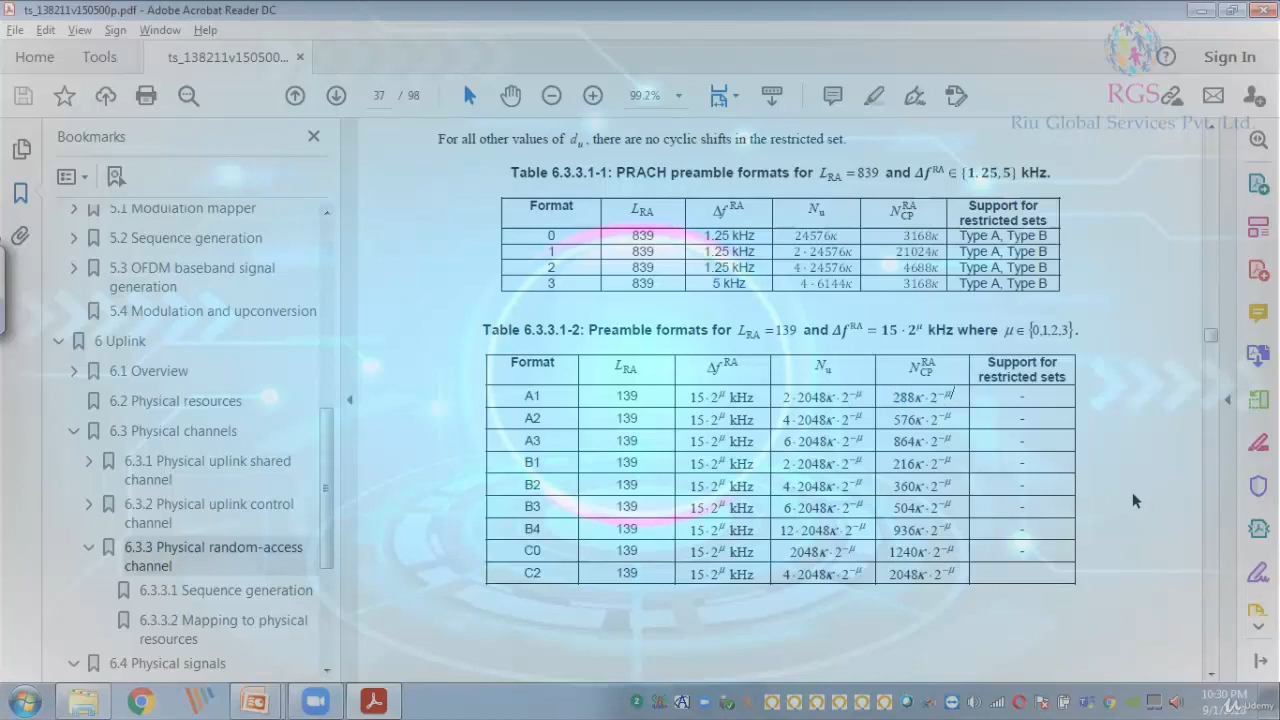 ts_138211v150500p.pdf - Adobe Acrobat Reader DC
File Edit View Sign Window Help
Home Tools ts_138211v150500... × Sign In
37 / 98 99.2%
RGS
Riu Global Services Pvt. Ltd
Bookmarks
5.1 Modulation mapper
5.2 Sequence generation
5.3 OFDM baseband signal
generation
5.4 Modulation and upconversion
6 Uplink
6.1 Overview
6.2 Physical resources
6.3 Physical channels
6.3.1 Physical uplink shared
channel
6.3.2 Physical uplink control
channel
6.3.3 Physical random-access
channel
6.3.3.1 Sequence generation
6.3.3.2 Mapping to physical
resources
6.4 Physical signals
For all other values of d_u, there are no cyclic shifts in the restricted set.
Table 6.3.3.1-1: PRACH preamble formats for L_RA = 839 and Δf^RA ∈ {1.25,5} kHz.
Format L_RA Δf^RA N_u N_CP^RA Support for restricted sets
0 839 1.25 kHz 24576κ 3168κ Type A, Type B
1 839 1.25 kHz 2·24576κ 21024κ Type A, Type B
2 839 1.25 kHz 4·24576κ 4688κ Type A, Type B
3 839 5 kHz 4·6144κ 3168κ Type A, Type B
Table 6.3.3.1-2: Preamble formats for L_RA = 139 and Δf^RA = 15·2^μ kHz where μ ∈ {0,1,2,3}.
Format L_RA Δf^RA N_u N_CP^RA Support for restricted sets
A1 139 15·2^μ kHz 2·2048κ·2^−μ 288κ·2^−μ -
A2 139 15·2^μ kHz 4·2048κ·2^−μ 576κ·2^−μ -
A3 139 15·2^μ kHz 6·2048κ·2^−μ 864κ·2^−μ -
B1 139 15·2^μ kHz 2·2048κ·2^−μ 216κ·2^−μ -
B2 139 15·2^μ kHz 4·2048κ·2^−μ 360κ·2^−μ -
B3 139 15·2^μ kHz 6·2048κ·2^−μ 504κ·2^−μ -
B4 139 15·2^μ kHz 12·2048κ·2^−μ 936κ·2^−μ -
C0 139 15·2^μ kHz 2048κ·2^−μ 1240κ·2^−μ -
C2 139 15·2^μ kHz 4·2048κ·2^−μ 2048κ·2^−μ
10:30 PM
Udemy